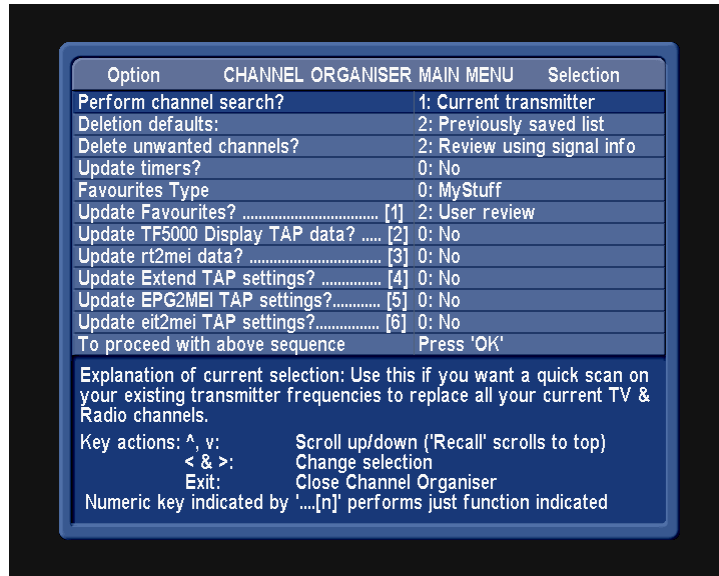 Option CHANNEL ORGANISER MAIN MENU Selection
Perform channel search? 1: Current transmitter
Deletion defaults: 2: Previously saved list
Delete unwanted channels? 2: Review using signal info
Update timers? 0: No
Favourites Type 0: MyStuff
Update Favourites? .................................. [1] 2: User review
Update TF5000 Display TAP data? ..... [2] 0: No
Update rt2mei data? ................................. [3] 0: No
Update Extend TAP settings? ............... [4] 0: No
Update EPG2MEI TAP settings?............ [5] 0: No
Update eit2mei TAP settings?................ [6] 0: No
To proceed with above sequence Press 'OK'
Explanation of current selection: Use this if you want a quick scan on
your existing transmitter frequencies to replace all your current TV &
Radio channels.
Key actions: ^, v: Scroll up/down ('Recall' scrolls to top)
< & >: Change selection
Exit: Close Channel Organiser
Numeric key indicated by '....[n]' performs just function indicated